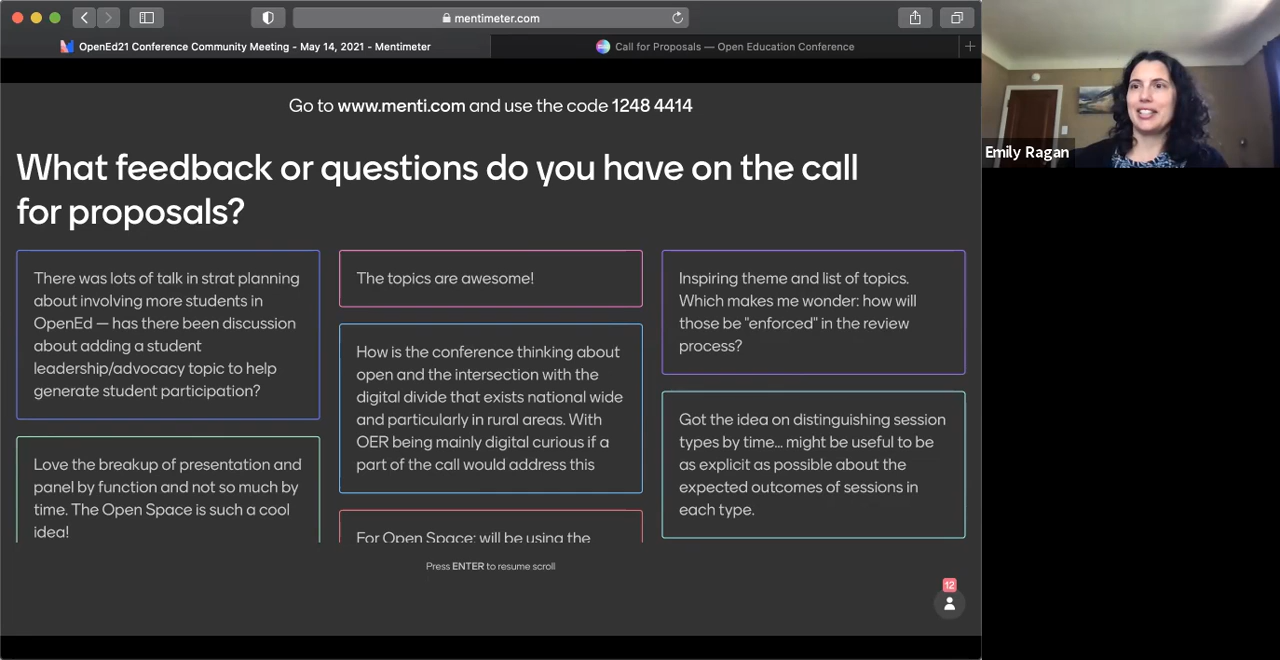 mentimeter.com
OpenEd21 Conference Community Meeting - May 14, 2021 - Mentimeter
Call for Proposals — Open Education Conference
Go to www.menti.com and use the code 1248 4414
What feedback or questions do you have on the call
for proposals?
There was lots of talk in strat planning
about involving more students in
OpenEd — has there been discussion
about adding a student
leadership/advocacy topic to help
generate student participation?
Love the breakup of presentation and
panel by function and not so much by
time. The Open Space is such a cool
idea!
The topics are awesome!
How is the conference thinking about
open and the intersection with the
digital divide that exists national wide
and particularly in rural areas. With
OER being mainly digital curious if a
part of the call would address this
For Open Space: will be using the
Inspiring theme and list of topics.
Which makes me wonder: how will
those be "enforced" in the review
process?
Got the idea on distinguishing session
types by time... might be useful to be
as explicit as possible about the
expected outcomes of sessions in
each type.
Press ENTER to resume scroll
12
Emily Ragan